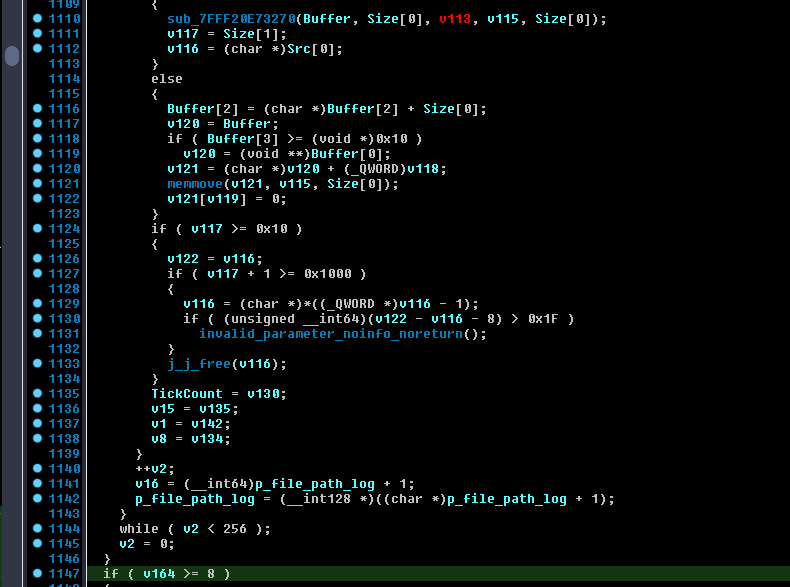 1109 {
1110 sub_7FFF20E73270(Buffer, Size[0], v113, v115, Size[0]);
1111 v117 = Size[1];
1112 v116 = (char *)Src[0];
1113 }
1114 else
1115 {
1116 Buffer[2] = (char *)Buffer[2] + Size[0];
1117 v120 = Buffer;
1118 if ( Buffer[3] >= (void *)0x10 )
1119 v120 = (void **)Buffer[0];
1120 v121 = (char *)v120 + (_QWORD)v118;
1121 memmove(v121, v115, Size[0]);
1122 v121[v119] = 0;
1123 }
1124 if ( v117 >= 0x10 )
1125 {
1126 v122 = v116;
1127 if ( v117 + 1 >= 0x1000 )
1128 {
1129 v116 = (char *)*((_QWORD *)v116 - 1);
1130 if ( (unsigned __int64)(v122 - v116 - 8) > 0x1F )
1131 invalid_parameter_noinfo_noreturn();
1132 }
1133 j_j_free(v116);
1134 }
1135 TickCount = v130;
1136 v15 = v135;
1137 v1 = v142;
1138 v8 = v134;
1139 }
1140 ++v2;
1141 v16 = (__int64)p_file_path_log + 1;
1142 p_file_path_log = (__int128 *)((char *)p_file_path_log + 1);
1143 }
1144 while ( v2 < 256 );
1145 v2 = 0;
1146 }
1147 if ( v164 >= 8 )